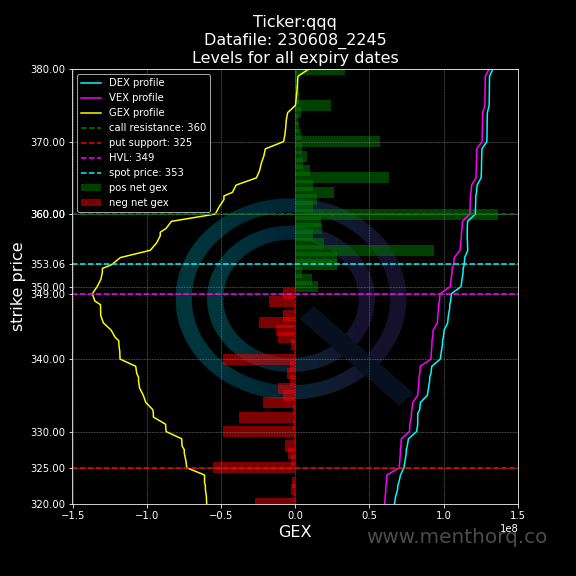 Ticker:qqq
Datafile: 230608_2245
Levels for all expiry dates
DEX profile
VEX profile
GEX profile
call resistance: 360
put support: 325
HVL: 349
spot price: 353
pos net gex
neg net gex
strike price
380.00
370.00
360.00
353.06
350.00
349.00
340.00
330.00
325.00
320.00
−1.5 −1.0 −0.5 0.0 0.5 1.0 1.5
1e8
GEX
www.menthorq.co